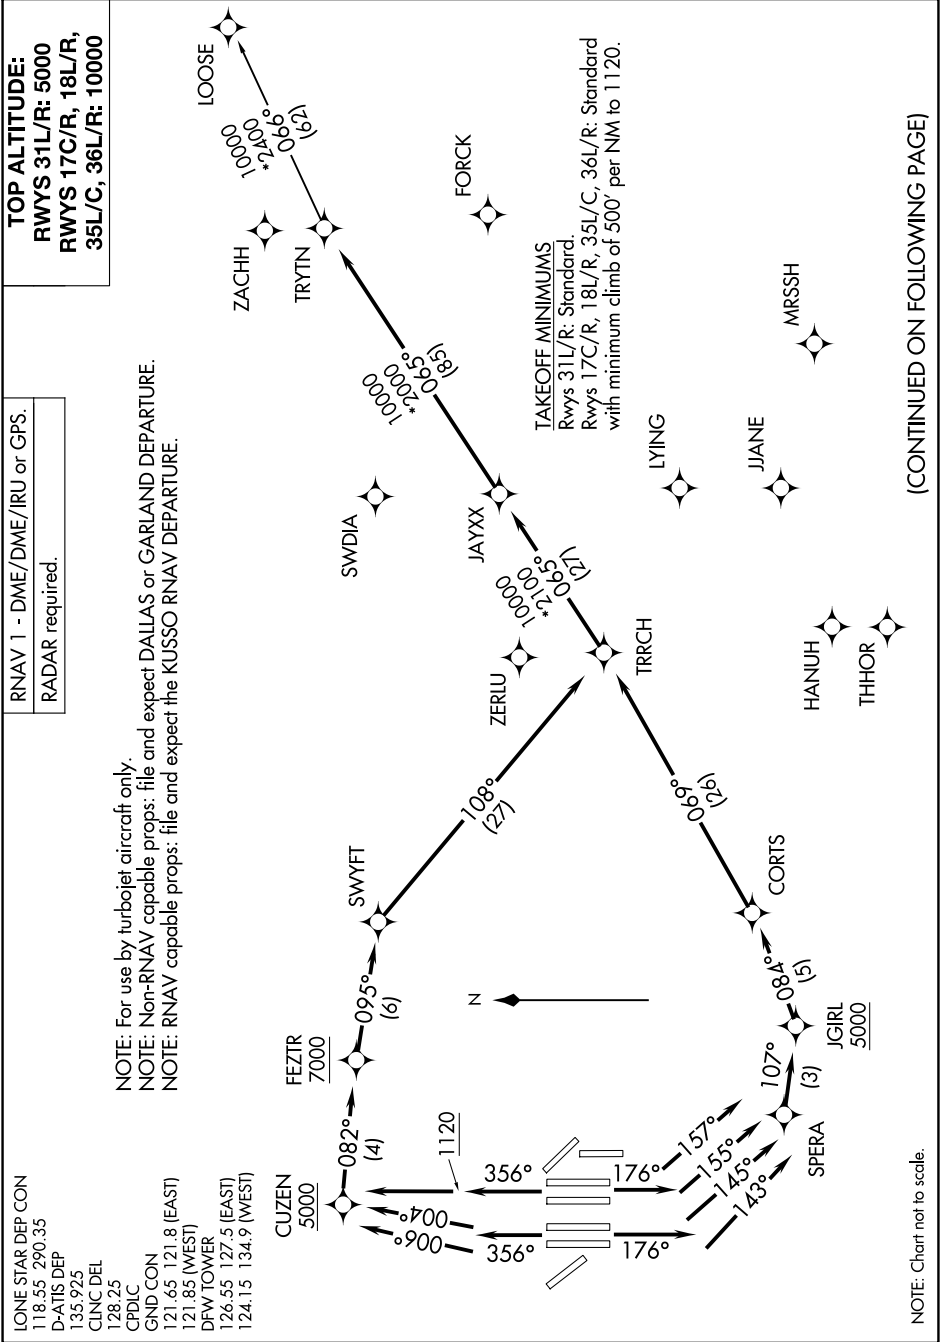 TOP ALTITUDE:
RWYS 31L/R: 5000
RWYS 17C/R, 18L/R,
35L/C, 36L/R: 10000
RNAV 1 - DME/DME/IRU or GPS.
RADAR required.
LONE STAR DEP CON
118.55 290.35
D-ATIS DEP
135.925
CLNC DEL
128.25
CPDLC
GND CON
121.65 121.8 (EAST)
121.85 (WEST)
DFW TOWER
126.55 127.5 (EAST)
124.15 134.9 (WEST)
NOTE: For use by turbojet aircraft only.
NOTE: Non-RNAV capable props: file and expect DALLAS or GARLAND DEPARTURE.
NOTE: RNAV capable props: file and expect the KUSSO RNAV DEPARTURE.
LOOSE
10000
*2400
066°
(62)
ZACHH
TRYTN
FORCK
10000
*2000
065°
(85)
TAKEOFF MINIMUMS
Rwys 31L/R: Standard.
Rwys 17C/R, 18L/R, 35L/C, 36L/R: Standard
with minimum climb of 500' per NM to 1120.
MRSSH
SWDIA
JAYXX
LYING
JJANE
10000
*2100
065°
(27)
ZERLU
TRRCH
HANUH
THHOR
108°
(27)
069°
(26)
SWYFT
CORTS
095°
(6)
N
084°
(5)
FEZTR
7000
JGIRL
5000
082°
(4)
107°
(3)
CUZEN
5000
1120
SPERA
004°
006°
356°
356°
176°
176°
157°
155°
145°
143°
NOTE: Chart not to scale.
(CONTINUED ON FOLLOWING PAGE)